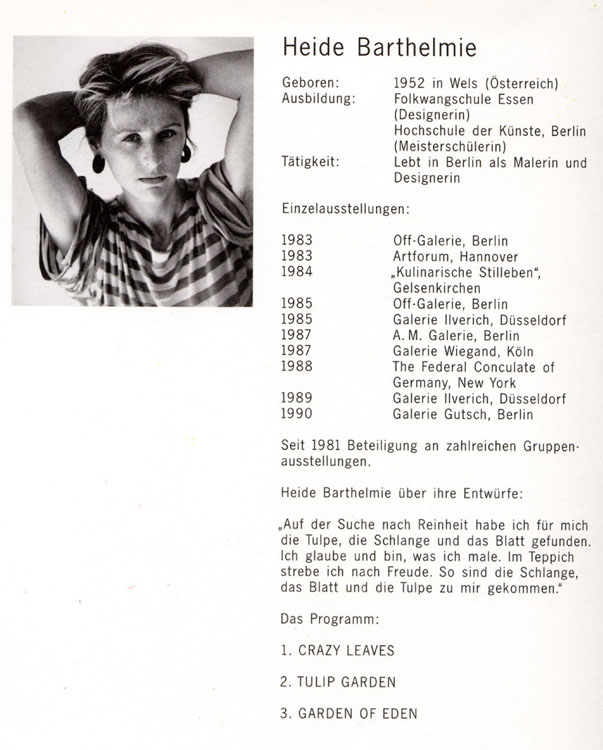 Heide Barthelmie
Geboren: 1952 in Wels (Österreich)
Ausbildung: Folkwangschule Essen
(Designerin)
Hochschule der Künste, Berlin
(Meisterschülerin)
Tätigkeit: Lebt in Berlin als Malerin und
Designerin
Einzelausstellungen:
1983 Off-Galerie, Berlin
1983 Artforum, Hannover
1984 „Kulinarische Stilleben“,
Gelsenkirchen
1985 Off-Galerie, Berlin
1985 Galerie Ilverich, Düsseldorf
1987 A. M. Galerie, Berlin
1987 Galerie Wiegand, Köln
1988 The Federal Conculate of
Germany, New York
1989 Galerie Ilverich, Düsseldorf
1990 Galerie Gutsch, Berlin
Seit 1981 Beteiligung an zahlreichen Gruppen-
ausstellungen.
Heide Barthelmie über ihre Entwürfe:
„Auf der Suche nach Reinheit habe ich für mich
die Tulpe, die Schlange und das Blatt gefunden.
Ich glaube und bin, was ich male. Im Teppich
strebe ich nach Freude. So sind die Schlange,
das Blatt und die Tulpe zu mir gekommen.“
Das Programm:
1. CRAZY LEAVES
2. TULIP GARDEN
3. GARDEN OF EDEN